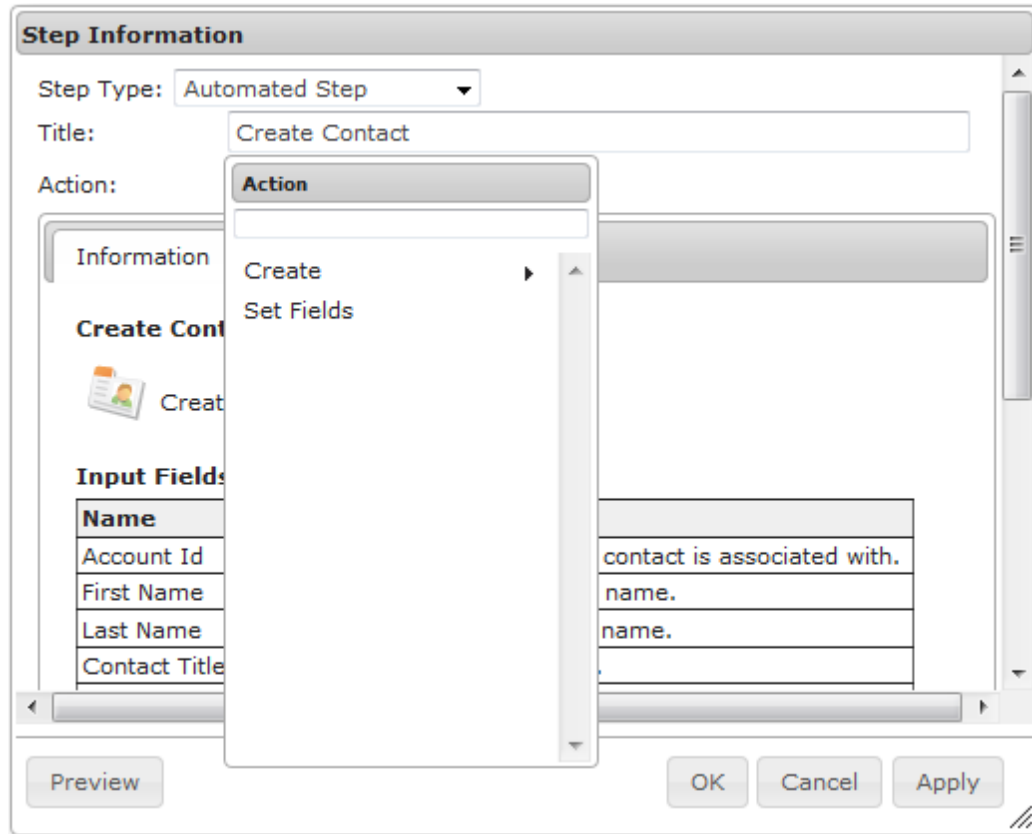 Step Information
Step Type: Automated Step
Title: Create Contact
Action:
Action
Information
Create
Set Fields
Create Cont
Creat
Input Fields
Name
Account Id contact is associated with.
First Name name.
Last Name name.
Contact Title .
Preview OK Cancel Apply